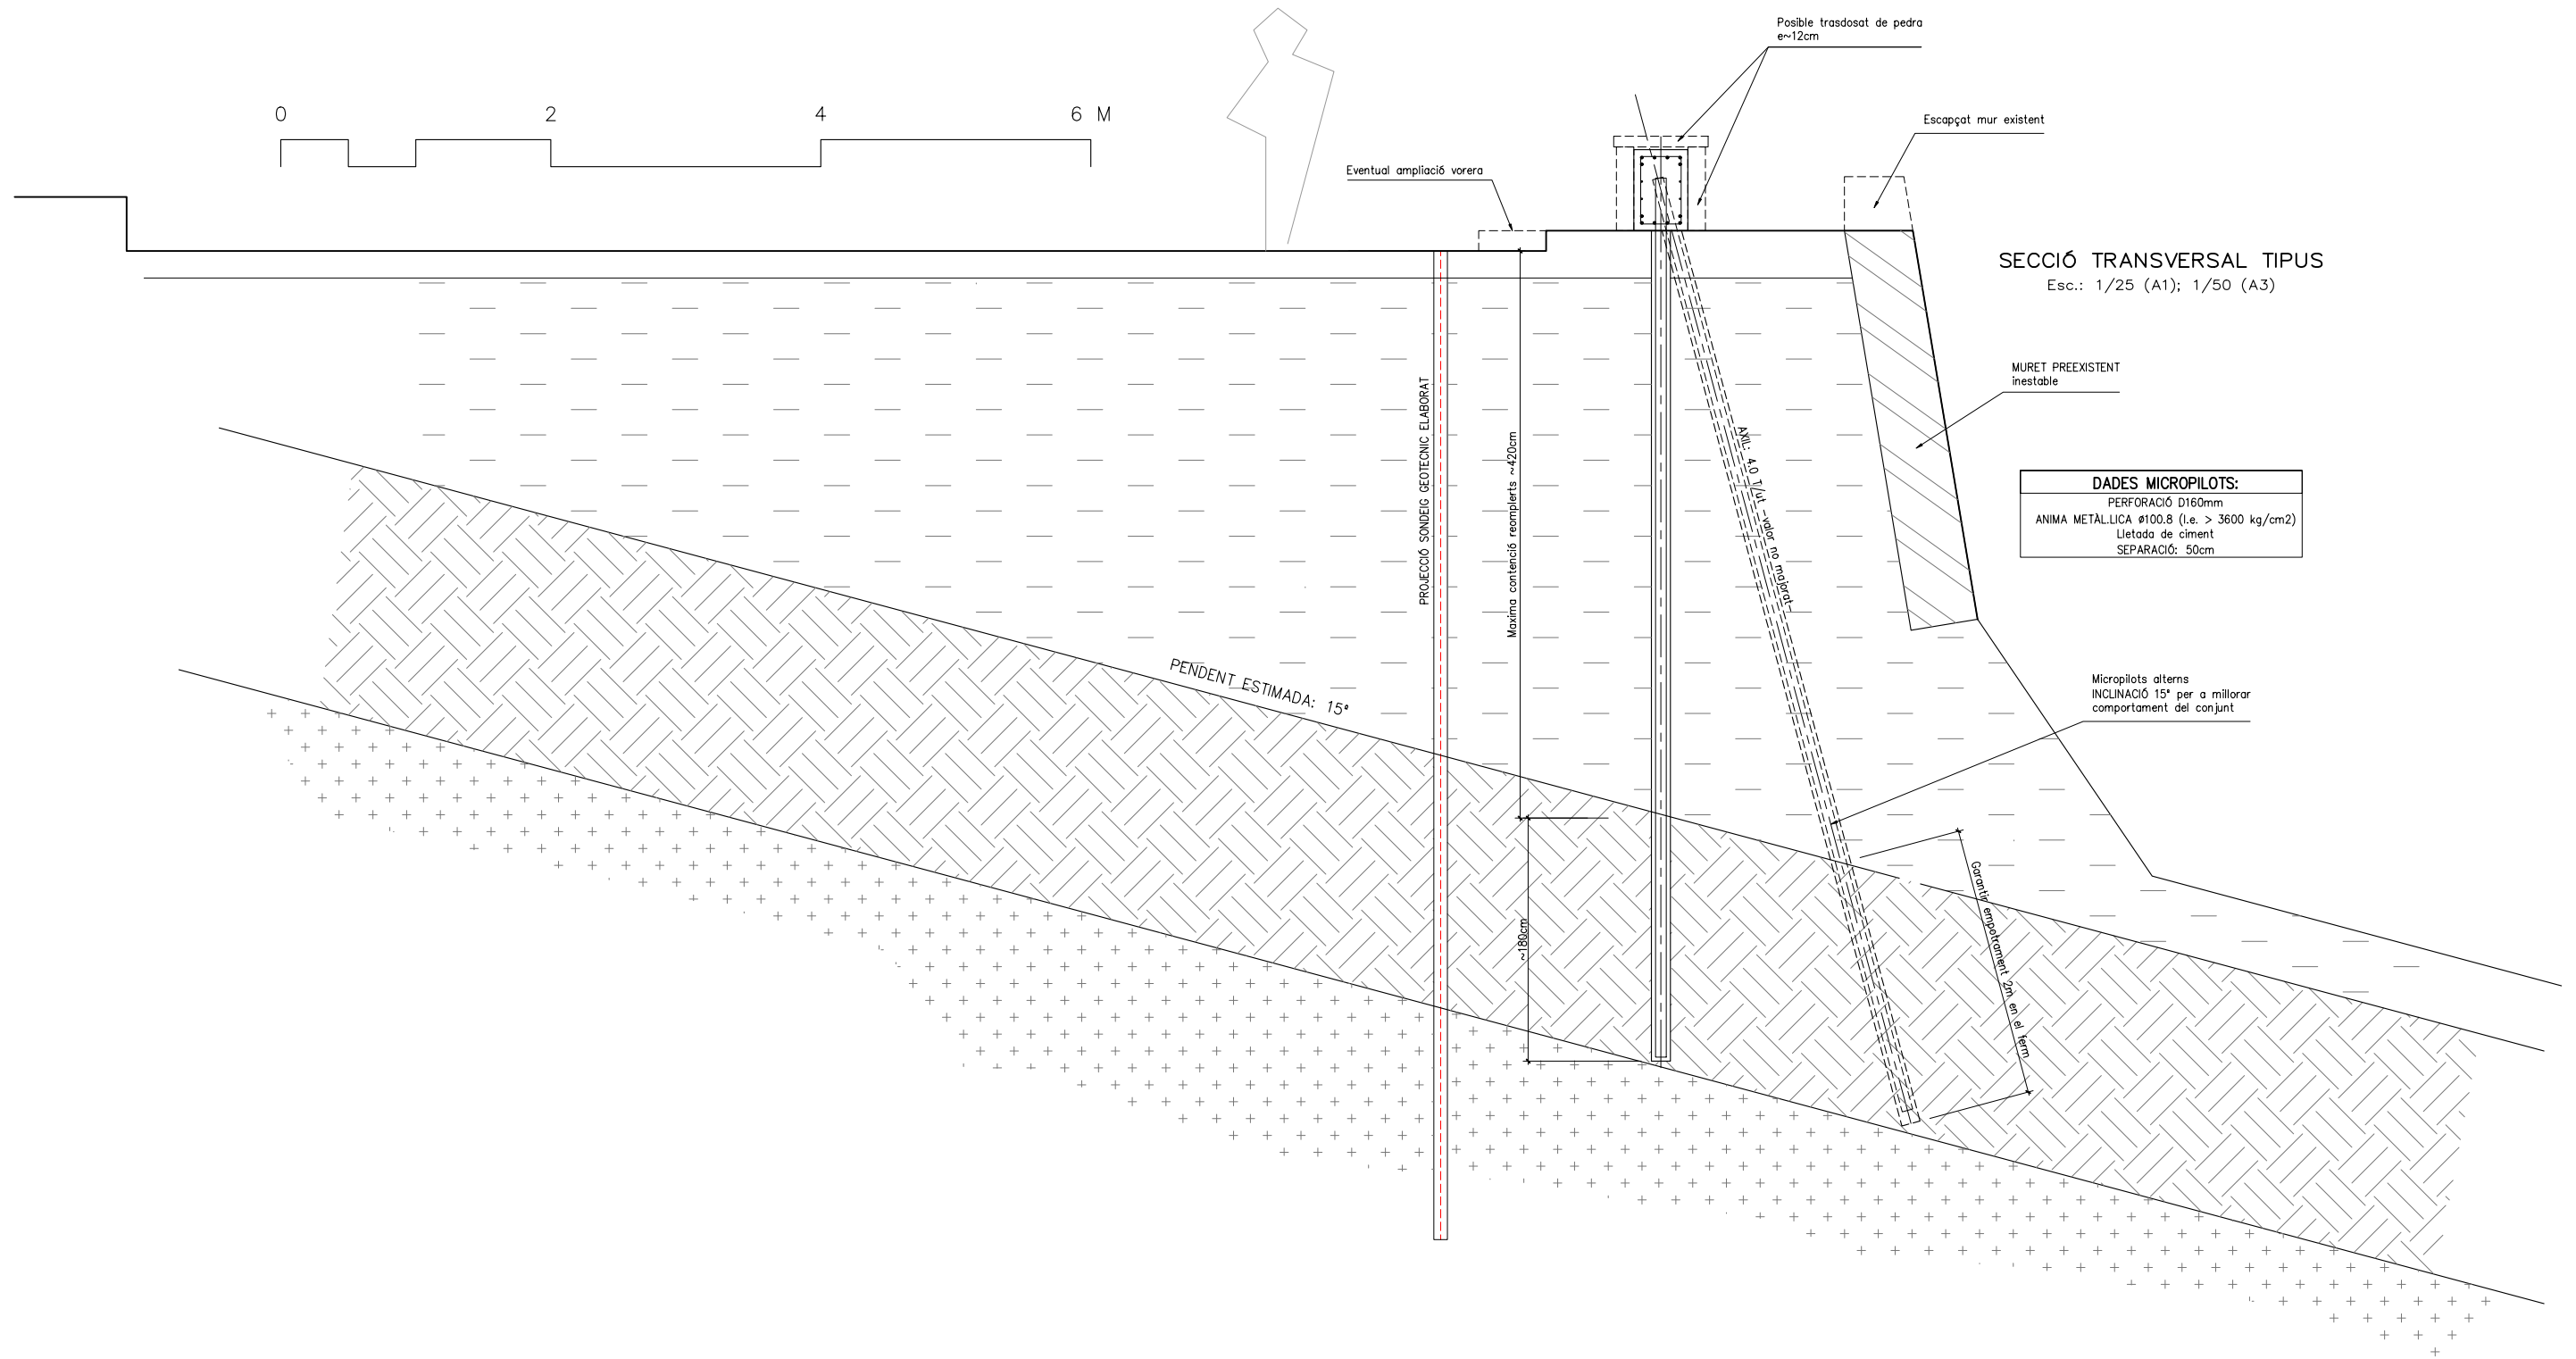 Posible trasdosat de pedra
e~12cm
0 2 4 6 M
Escapçat mur existent
Eventual ampliació vorera
SECCIÓ TRANSVERSAL TIPUS
Esc.: 1/25 (A1); 1/50 (A3)
MURET PREEXISTENT
inestable
PROJECCIÓ SONDEIG GEOTECNIC ELABORAT
Maxima contenció reomplerts ~420cm
AXIL: 4.0 T/ut -valor no majorat-
DADES MICROPILOTS:
PERFORACIÓ D160mm
ANIMA METÀL.LICA ø100.8 (l.e. > 3600 kg/cm2)
Lletada de ciment
SEPARACIÓ: 50cm
PENDENT ESTIMADA: 15º
Micropilots alterns
INCLINACIÓ 15º per a millorar
comportament del conjunt
~180cm
Garantir empotrament 2m en el ferm